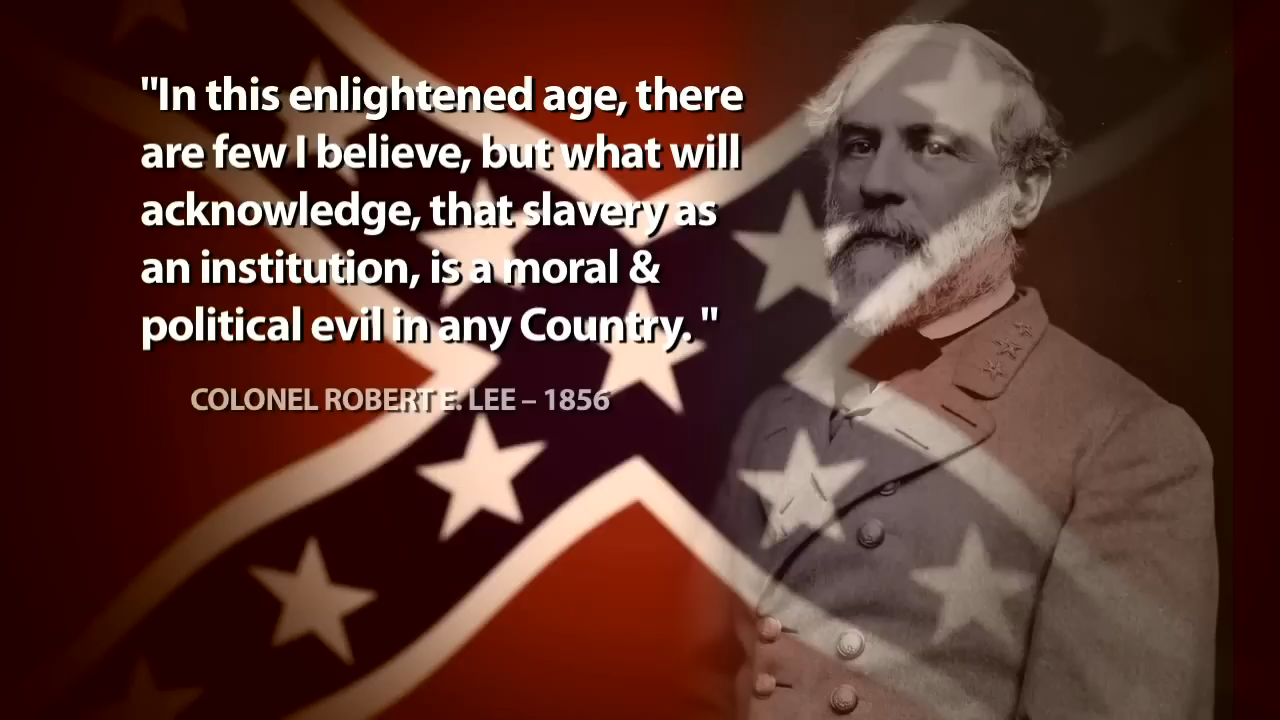 "In this enlightened age, there
are few I believe, but what will
acknowledge, that slavery as
an institution, is a moral &
political evil in any Country. "
COLONEL ROBERT E. LEE – 1856